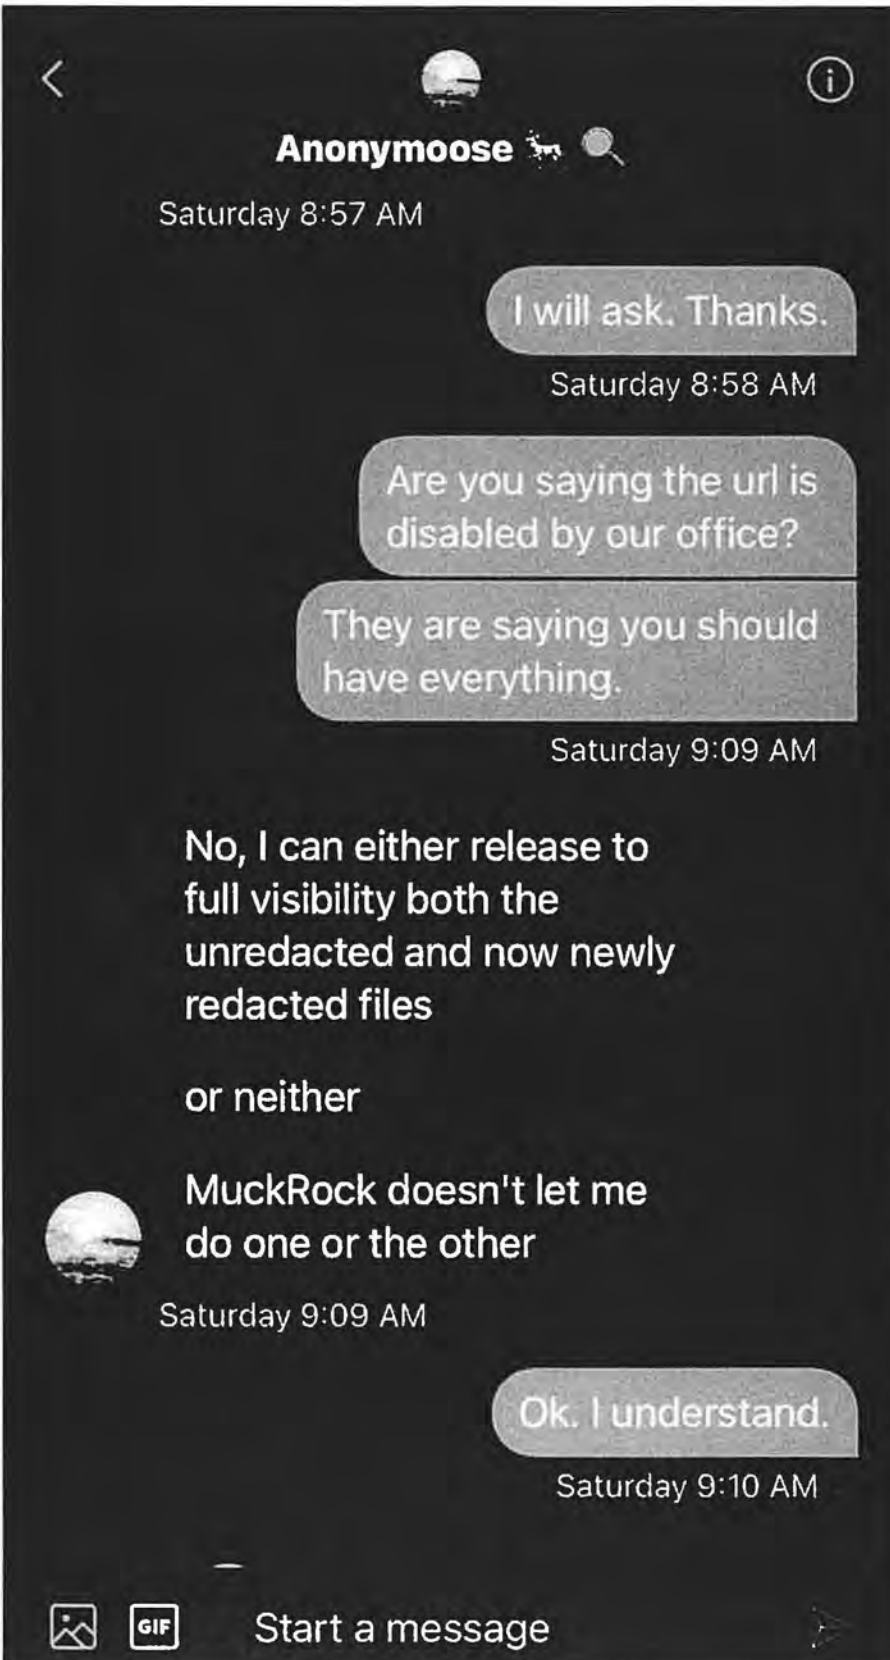 Anonymoose
Saturday 8:57 AM
I will ask. Thanks.
Saturday 8:58 AM
Are you saying the url is
disabled by our office?
They are saying you should
have everything.
Saturday 9:09 AM
No, I can either release to
full visibility both the
unredacted and now newly
redacted files
or neither
MuckRock doesn't let me
do one or the other
Saturday 9:09 AM
Ok. I understand.
Saturday 9:10 AM
GIF Start a message